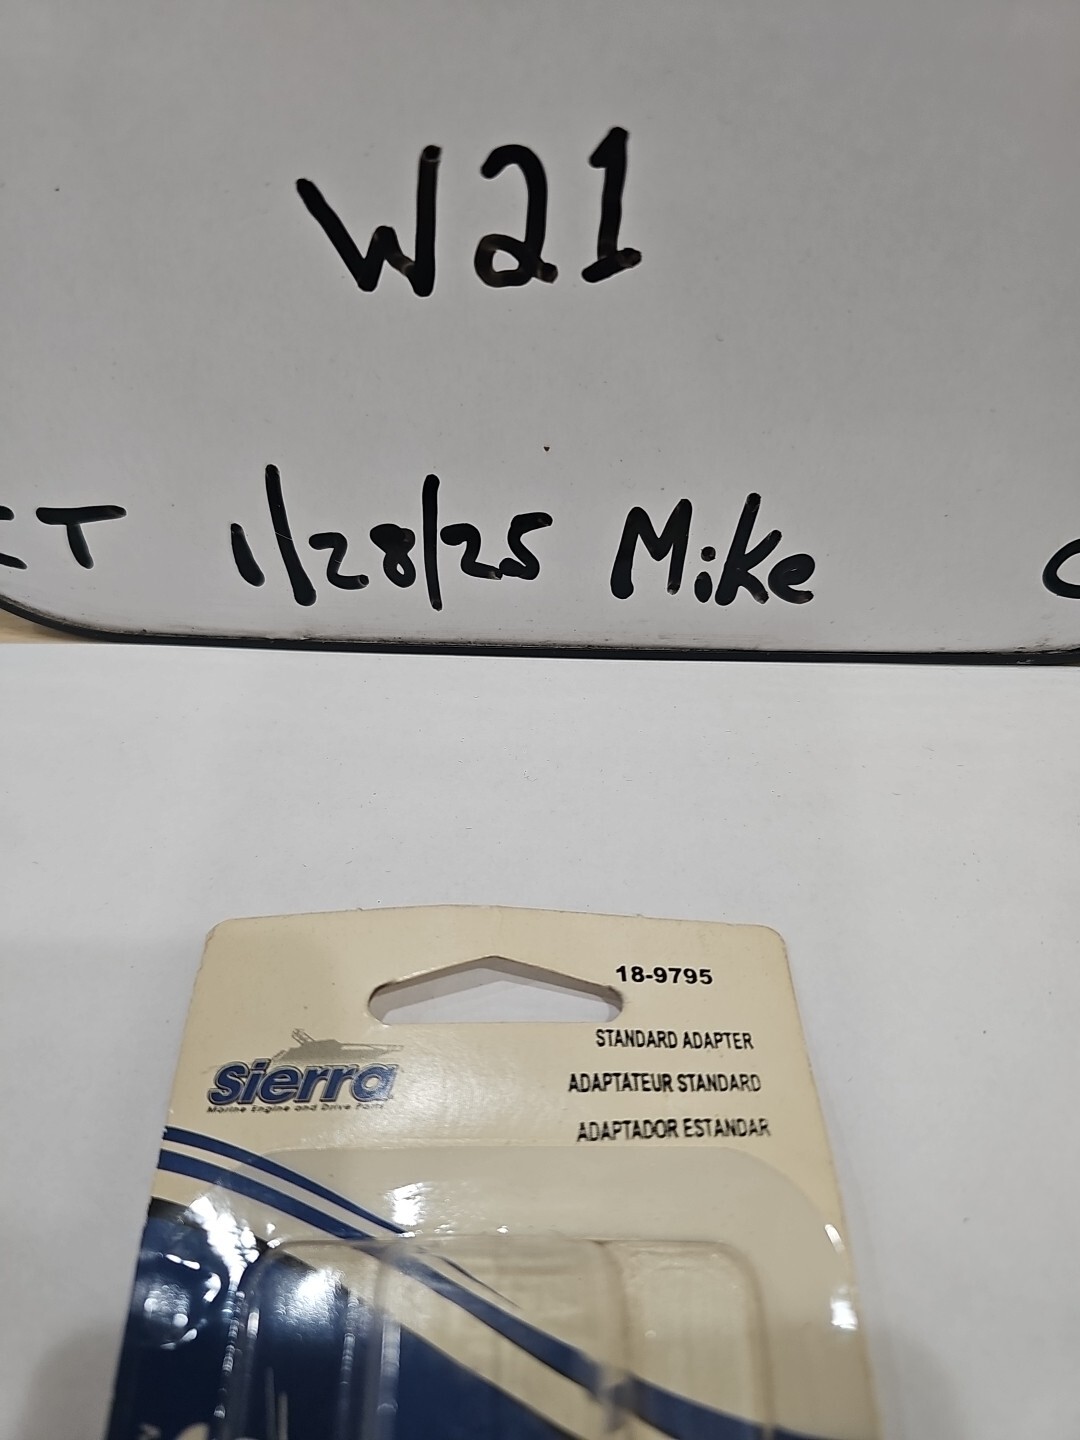 W21
1/28/25 Mike
18-9795
STANDARD ADAPTER
Sierra
Marine Engine and Drive Parts
ADAPTATEUR STANDARD
ADAPTADOR ESTANDAR